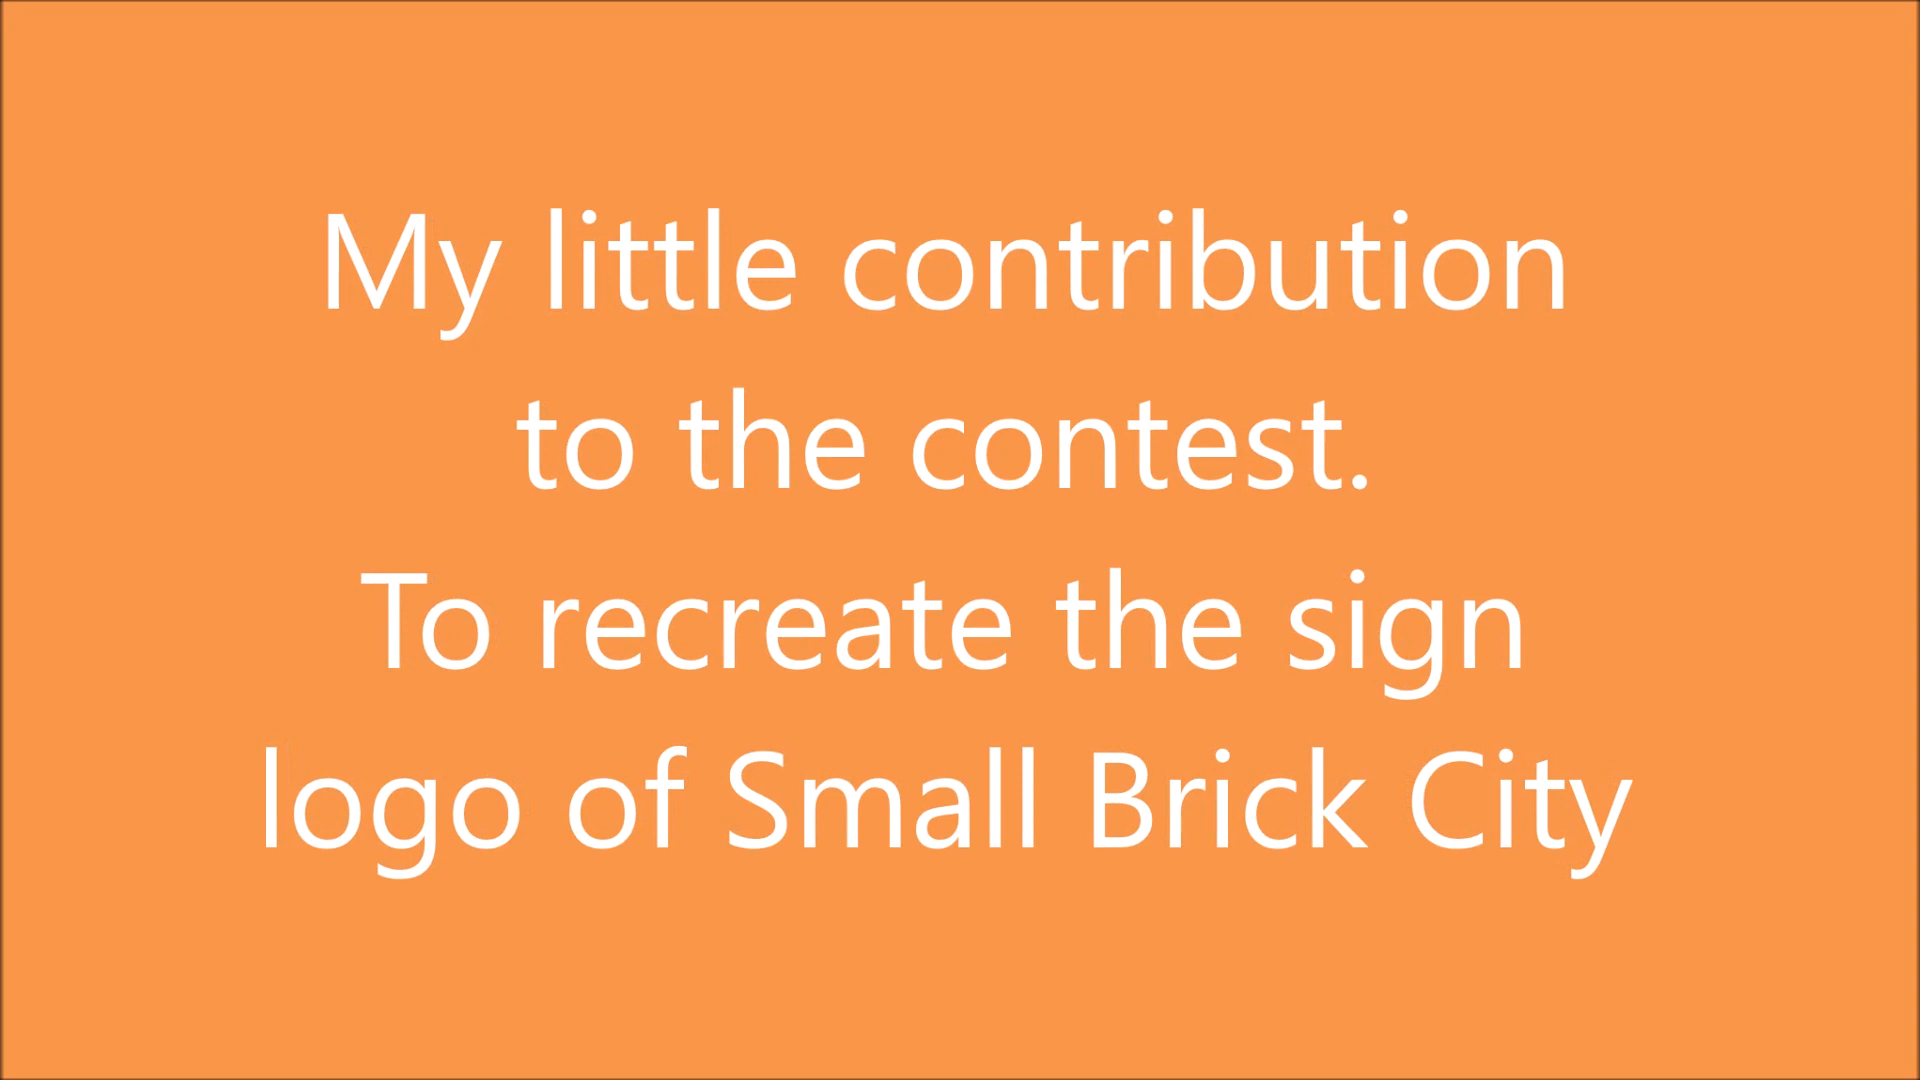 My little contribution
to the contest.
To recreate the sign
logo of Small Brick City